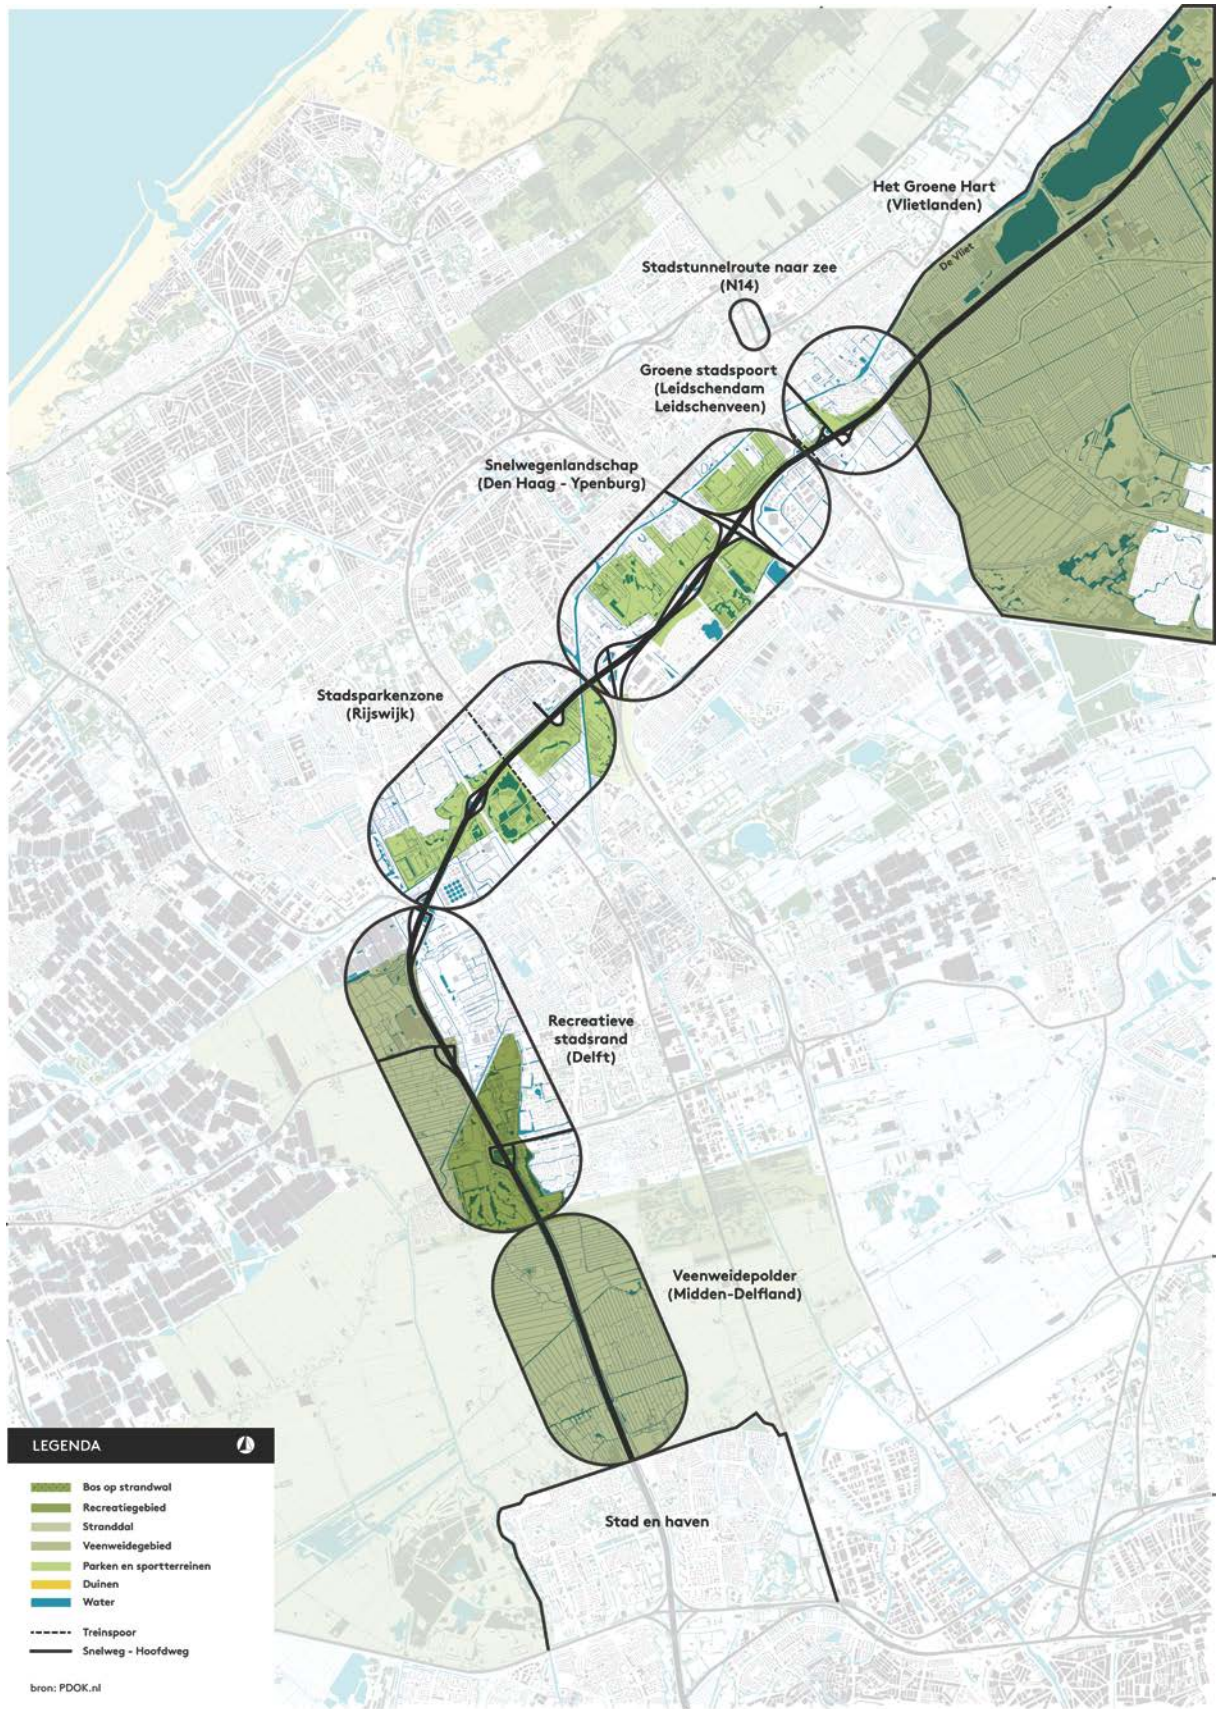 Het Groene Hart
(Vlietlanden)
De Vliet
Stadstunnelroute naar zee
(N14)
Groene stadspoort
(Leidschendam
Leidschenveen)
Snelwegenlandschap
(Den Haag - Ypenburg)
Stadsparkenzone
(Rijswijk)
Recreatieve
stadsrand
(Delft)
Veenweidepolder
(Midden-Delfland)
Stad en haven
LEGENDA
Bos op strandwal
Recreatiegebied
Stranddal
Veenweidegebied
Parken en sportterreinen
Duinen
Water
Treinspoor
Snelweg - Hoofdweg
bron: PDOK.nl